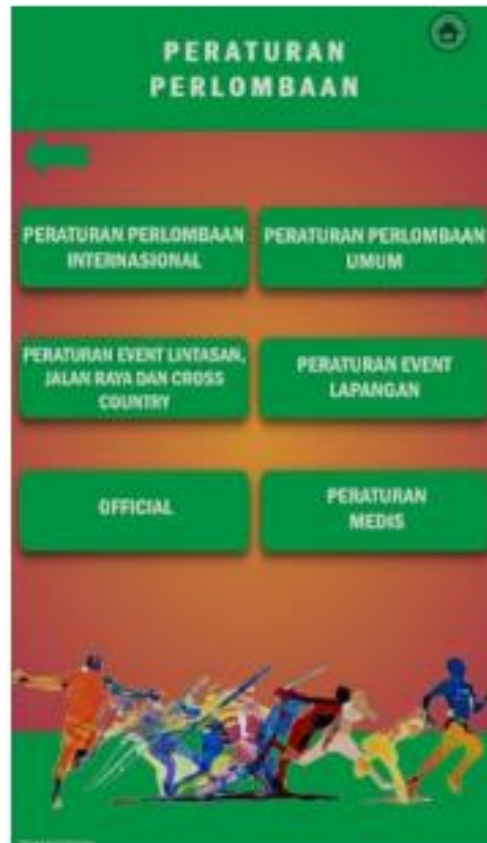 PERATURAN
PERLOMBAAN
PERATURAN PERLOMBAAN
INTERNASIONAL
PERATURAN PERLOMBAAN
UMUM
PERATURAN EVENT LINTASAN,
JALAN RAYA DAN CROSS
COUNTRY
PERATURAN EVENT
LAPANGAN
OFFICIAL
PERATURAN
MEDIS